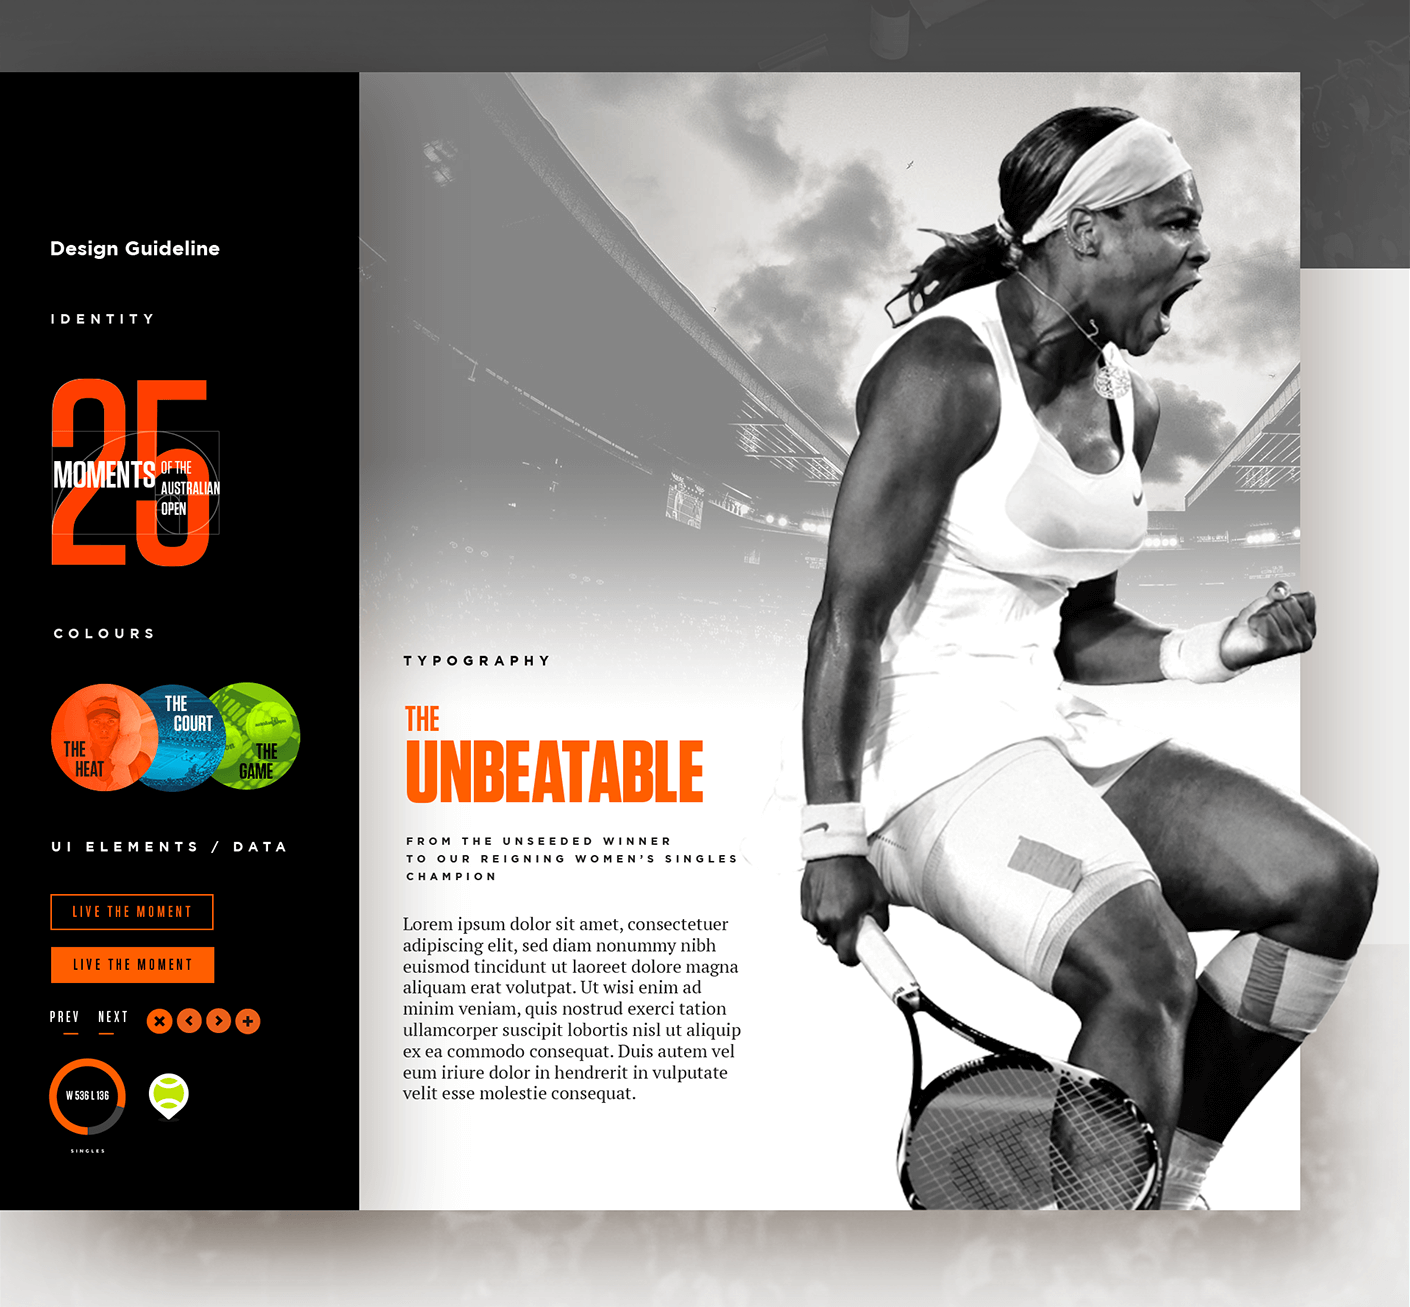 Design Guideline
IDENTITY
25
MOMENTS
OF THE
AUSTRALIAN
OPEN
COLOURS
THE
HEAT
THE
COURT
THE
GAME
UI ELEMENTS / DATA
LIVE THE MOMENT
LIVE THE MOMENT
PREV NEXT
W 536 L 136
SINGLES
TYPOGRAPHY
THE
UNBEATABLE
FROM THE UNSEEDED WINNER
TO OUR REIGNING WOMEN'S SINGLES
CHAMPION
Lorem ipsum dolor sit amet, consectetuer
adipiscing elit, sed diam nonummy nibh
euismod tincidunt ut laoreet dolore magna
aliquam erat volutpat. Ut wisi enim ad
minim veniam, quis nostrud exerci tation
ullamcorper suscipit lobortis nisl ut aliquip
ex ea commodo consequat. Duis autem vel
eum iriure dolor in hendrerit in vulputate
velit esse molestie consequat.